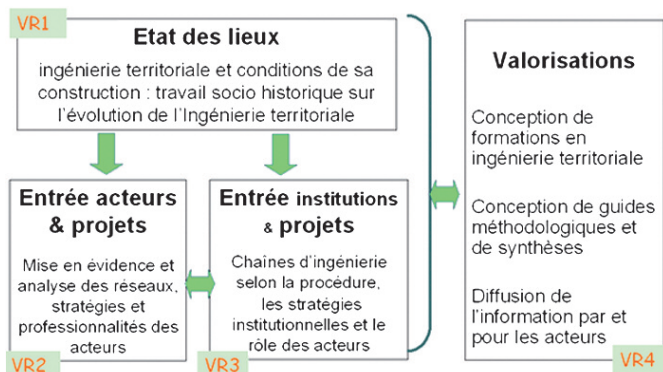 VR1
Etat des lieux
ingénierie territoriale et conditions de sa
construction : travail socio historique sur
l'évolution de l'Ingénierie territoriale
Entrée acteurs
& projets
Mise en évidence et
analyse des réseaux,
stratégies et
professionnalités des
acteurs
VR2
Entrée institutions
& projets
Chaînes d'ingénierie
selon la procédure,
les stratégies
institutionnelles et le
rôle des acteurs
VR3
Valorisations
Conception de
formations en
ingénierie territoriale
Conception de guides
méthodologiques et
de synthèses
Diffusion de
l'information par et
pour les acteurs
VR4